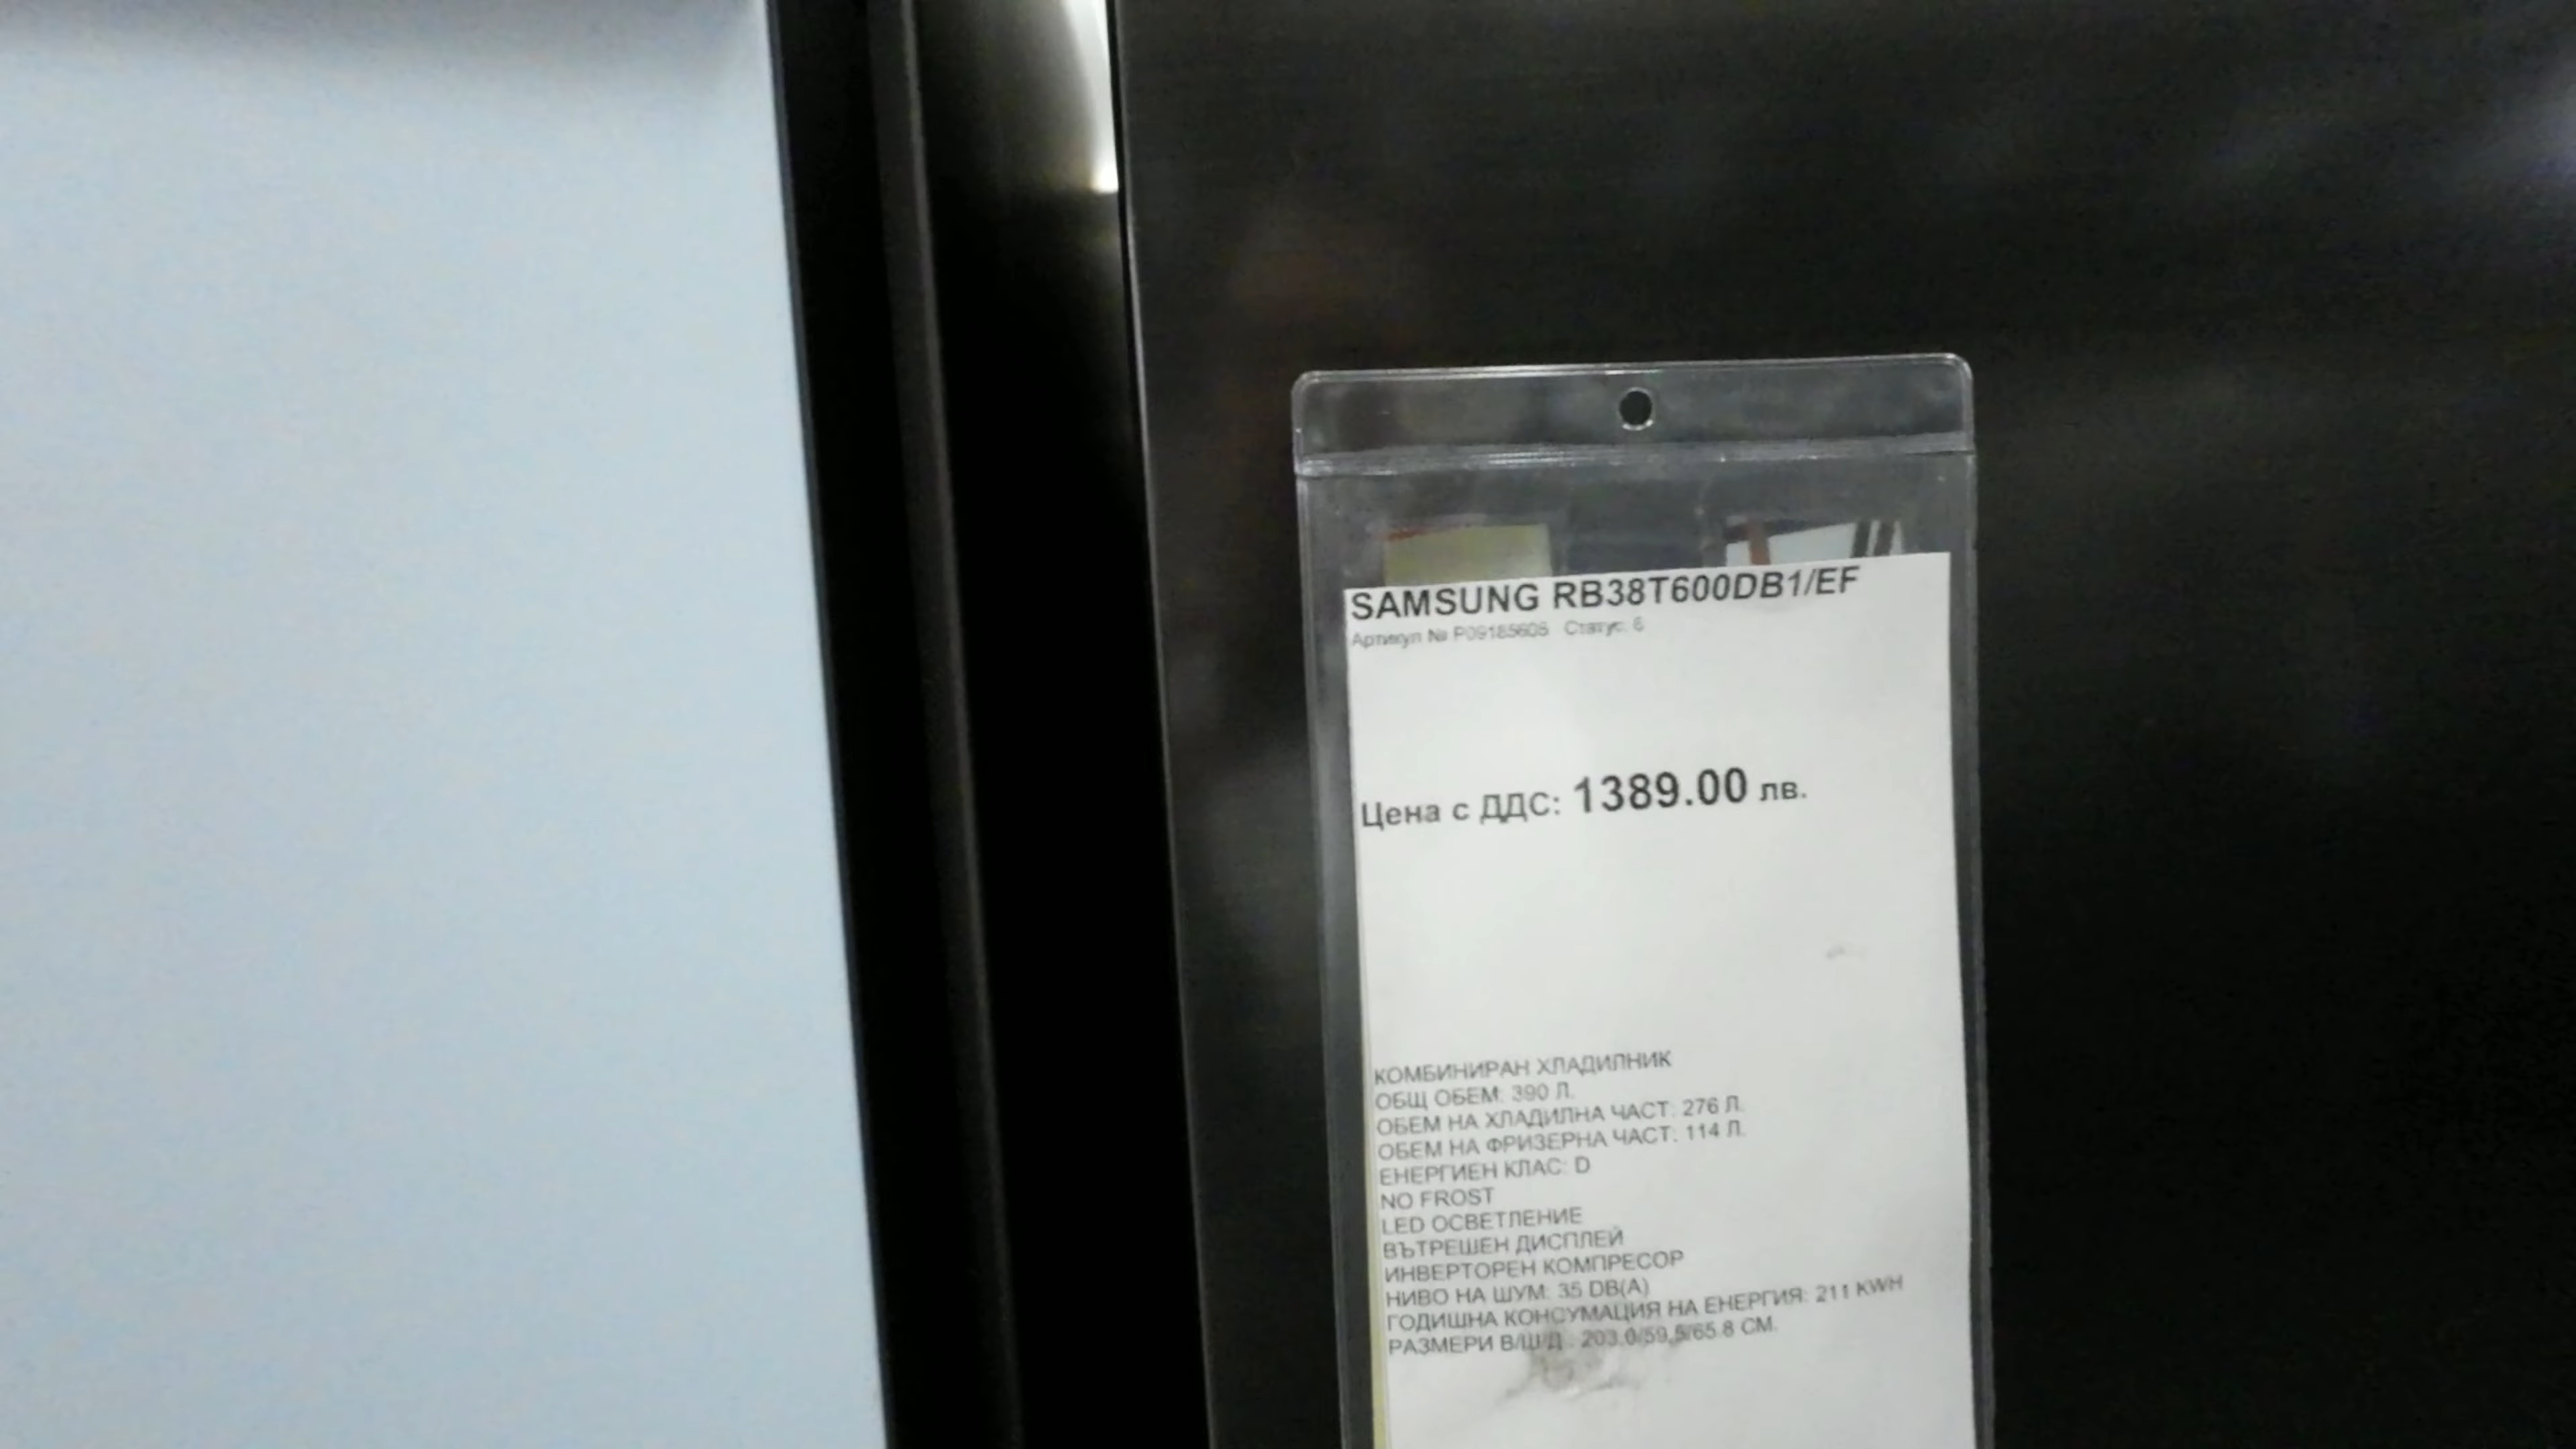 SAMSUNG RB38T600DB1/EF
Артикул № P09185606 Статус: 6
Цена с ДДС: 1389.00 лв.
КОМБИНИРАН ХЛАДИЛНИК
ОБЩ ОБЕМ: 390 Л.
ОБЕМ НА ХЛАДИЛНА ЧАСТ: 276 Л.
ОБЕМ НА ФРИЗЕРНА ЧАСТ: 114 Л.
ЕНЕРГИЕН КЛАС: D
NO FROST
LED ОСВЕТЛЕНИЕ
ВЪТРЕШЕН ДИСПЛЕЙ
ИНВЕРТОРЕН КОМПРЕСОР
НИВО НА ШУМ: 35 DB(A)
ГОДИШНА КОНСУМАЦИЯ НА ЕНЕРГИЯ: 211 KWH
РАЗМЕРИ В/Ш/Д : 203.0/59.5/65.8 СМ.